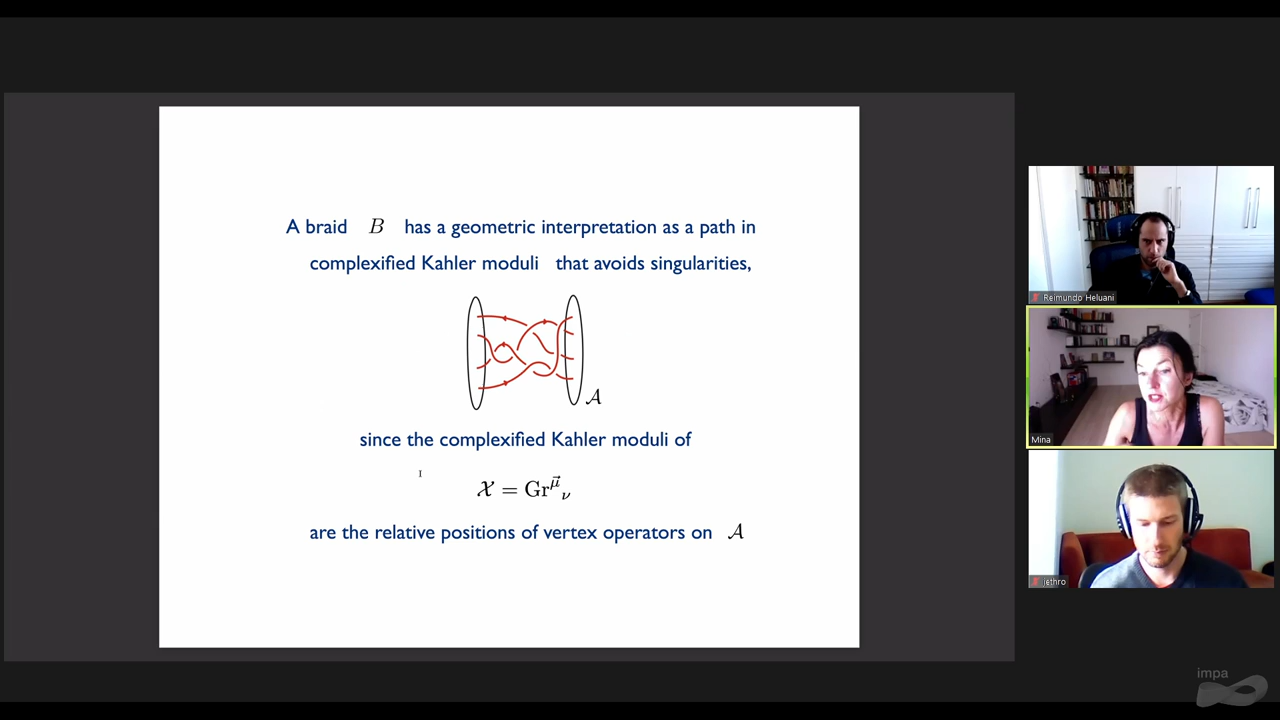 A braid B has a geometric interpretation as a path in
complexified Kahler moduli that avoids singularities,
𝒜
since the complexified Kahler moduli of
𝒳 = Gr^{\vec{μ}}_ν
are the relative positions of vertex operators on 𝒜
Reimundo Heluani
Mina
jethro
impa